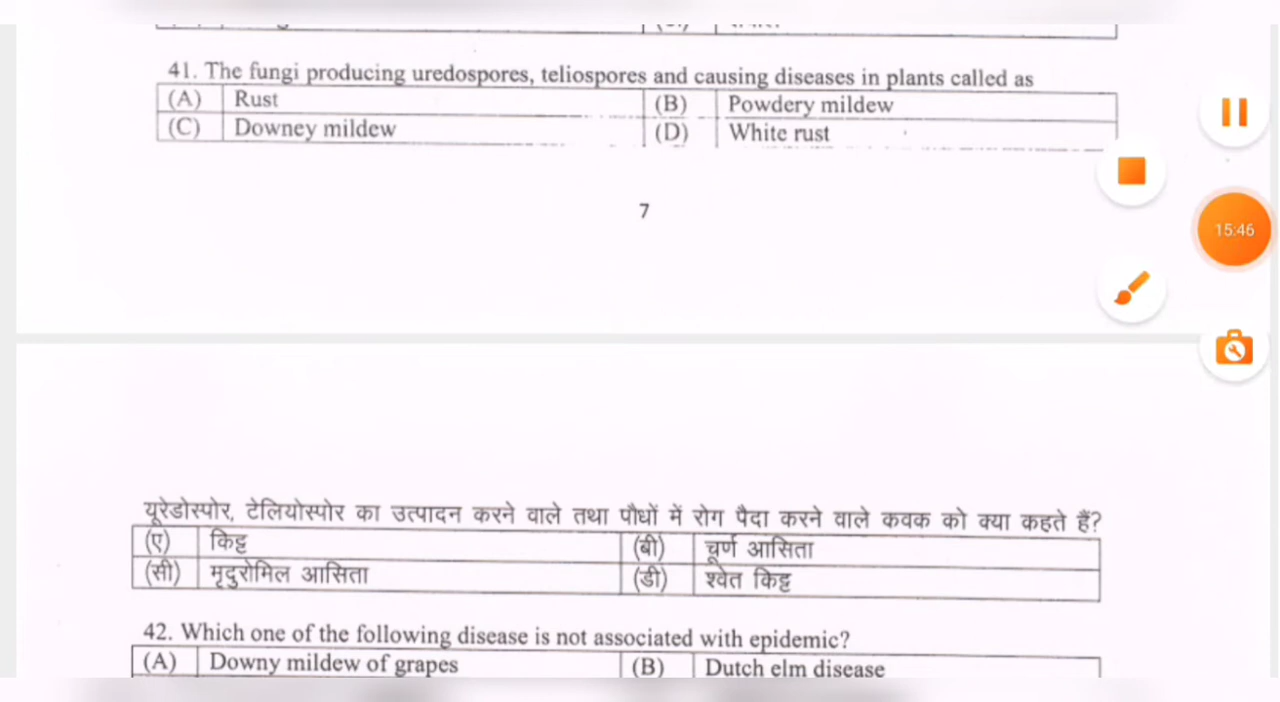 41. The fungi producing uredospores, teliospores and causing diseases in plants called as
(A) Rust (B) Powdery mildew
(C) Downey mildew (D) White rust
7
15:46
यूरेडोस्पोर, टेलियोस्पोर का उत्पादन करने वाले तथा पौधों में रोग पैदा करने वाले कवक को क्या कहते हैं?
(ए) किट्ट (बी) चूर्ण आसिता
(सी) मृदुरोमिल आसिता (डी) श्वेत किट्ट
42. Which one of the following disease is not associated with epidemic?
(A) Downy mildew of grapes (B) Dutch elm disease